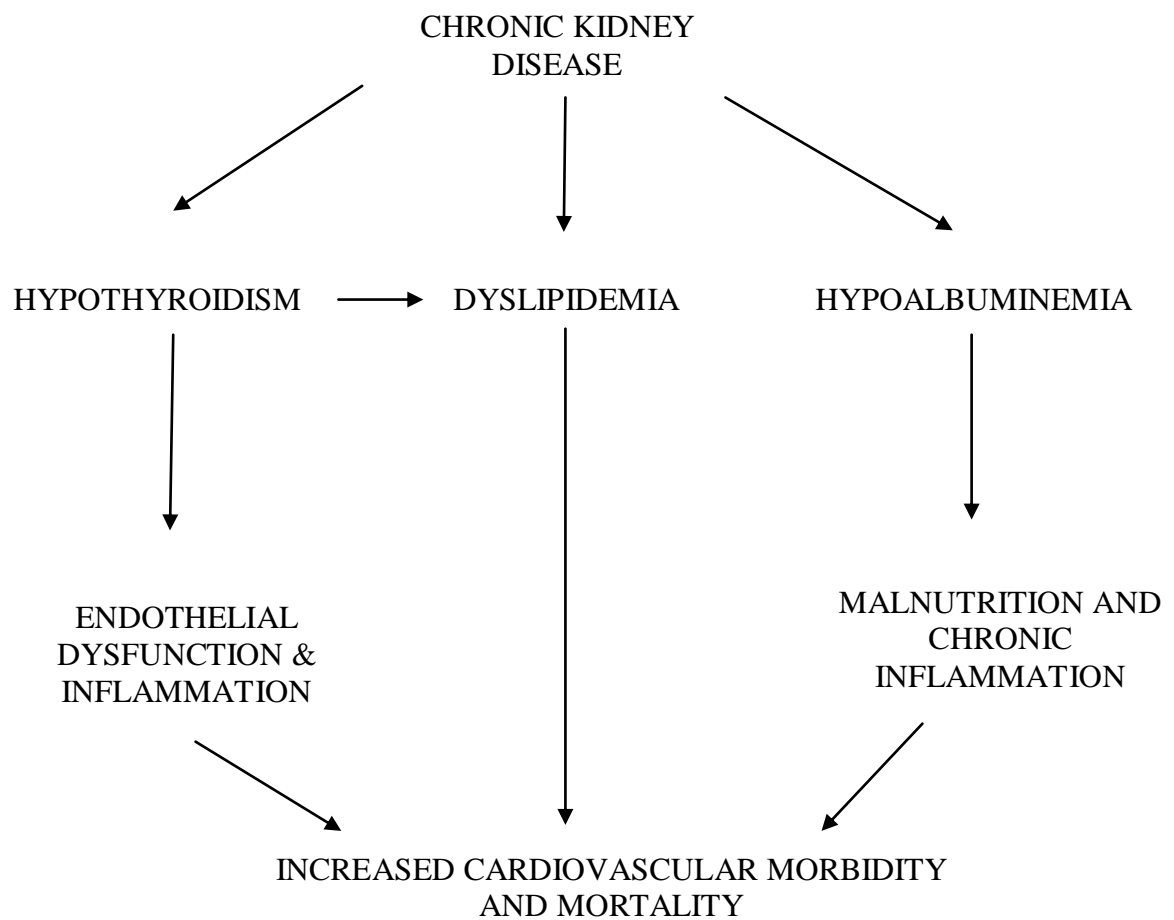 CHRONIC KIDNEY
DISEASE
HYPOTHYROIDISM
DYSLIPIDEMIA
HYPOALBUMINEMIA
ENDOTHELIAL
DYSFUNCTION &
INFLAMMATION
MALNUTRITION AND
CHRONIC
INFLAMMATION
INCREASED CARDIOVASCULAR MORBIDITY
AND MORTALITY